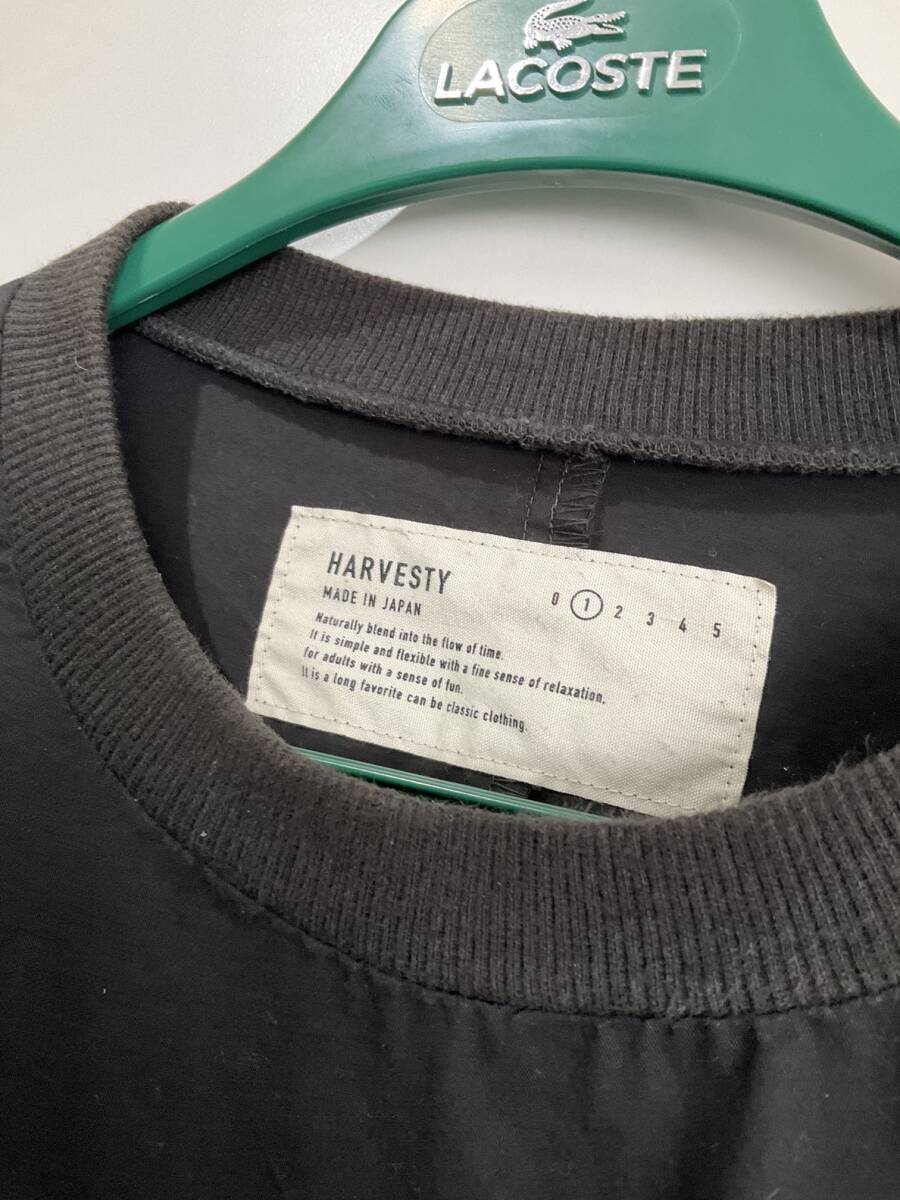 LACOSTE
HARVESTY
MADE IN JAPAN
0 1 2 3 4 5
Naturally blend into the flow of time.
It is simple and flexible with a fine sense of relaxation.
for adults with a sense of fun.
It is a long favorite can be classic clothing.